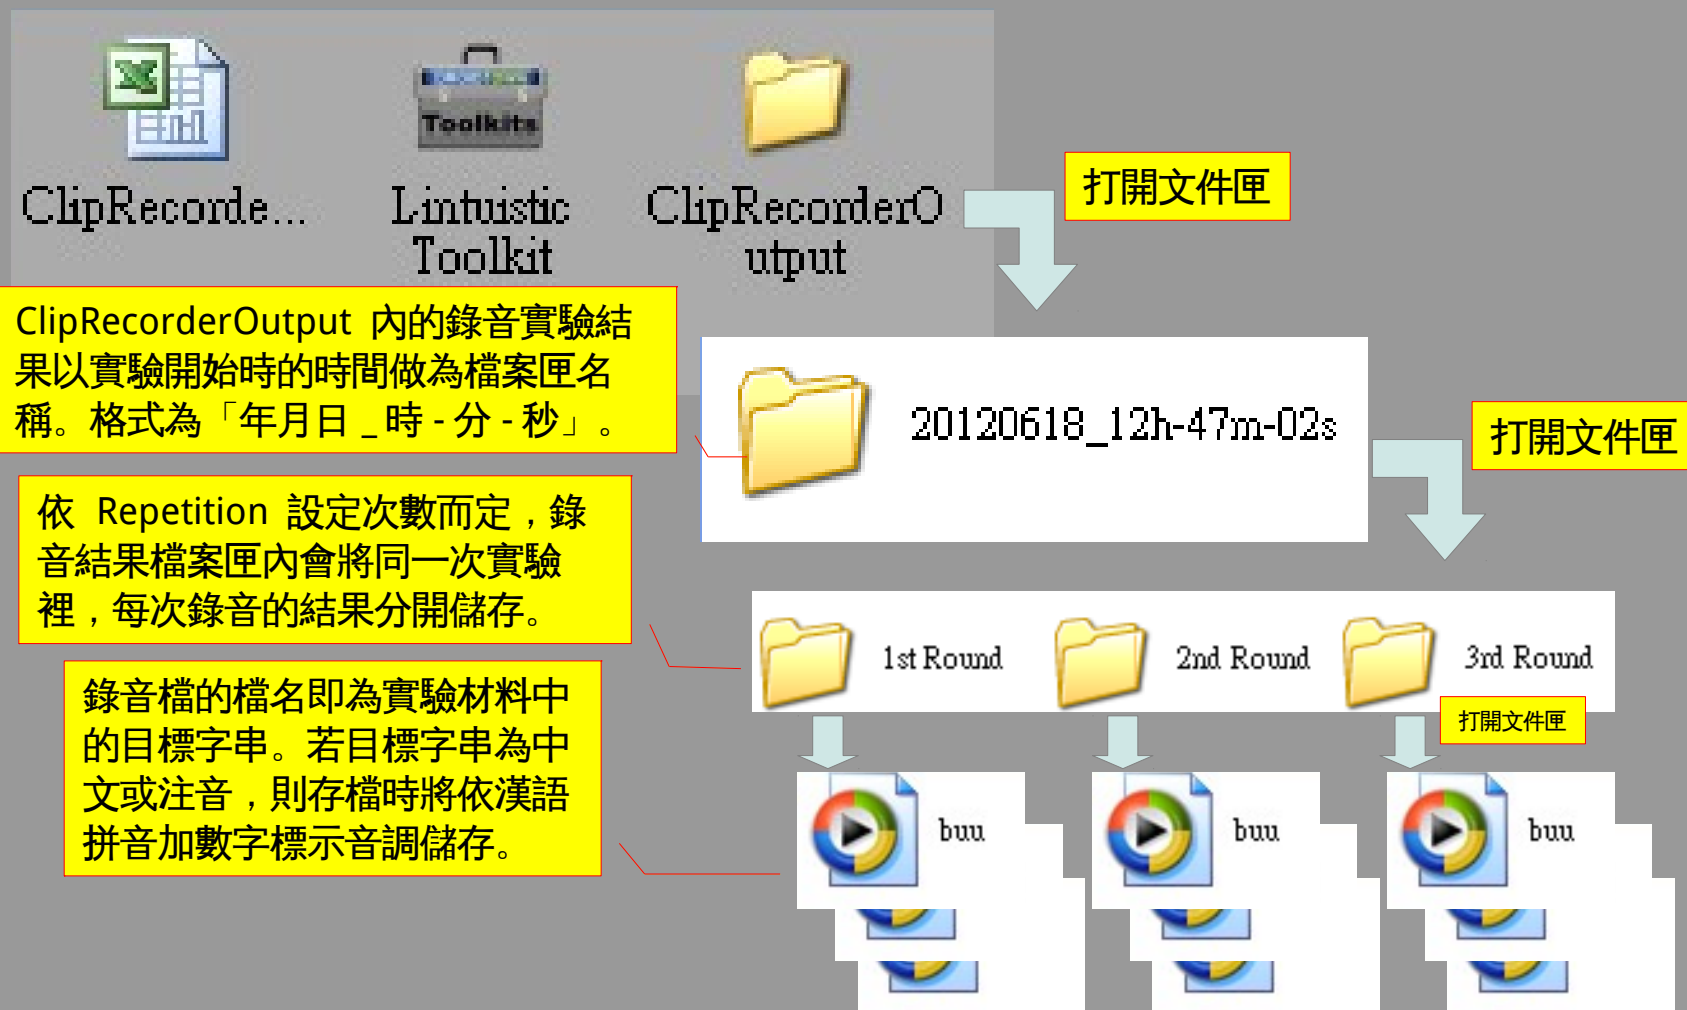 Toolkits
ClipRecorde...
Lintuistic
Toolkit
ClipRecorderO
utput
打開文件匣
ClipRecorderOutput 內的錄音實驗結
果以實驗開始時的時間做為檔案匣名
稱。格式為「年月日 _ 時 - 分 - 秒」。
20120618_12h-47m-02s
打開文件匣
依 Repetition 設定次數而定，錄
音結果檔案匣內會將同一次實驗
裡，每次錄音的結果分開儲存。
1st Round
2nd Round
3rd Round
打開文件匣
錄音檔的檔名即為實驗材料中
的目標字串。若目標字串為中
文或注音，則存檔時將依漢語
拼音加數字標示音調儲存。
buu
buu
buu